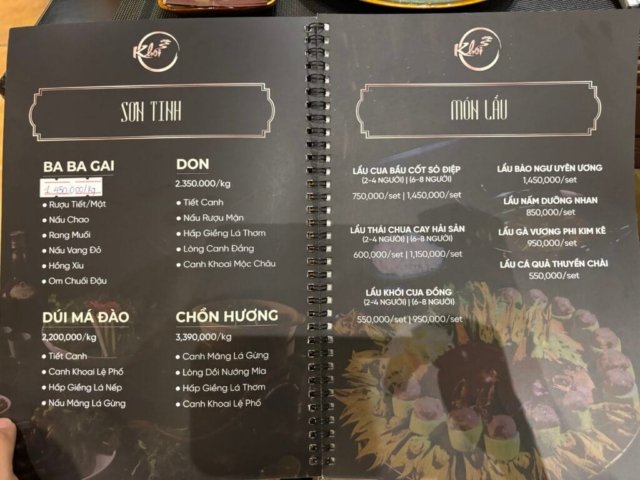 Khói
SƠN TINH
BA BA GAI
1.450.000/kg
• Rượu Tiết/Mật
• Nấu Chao
• Rang Muối
• Nấu Vang Đỏ
• Hồng Xíu
• Om Chuối Đậu
DON
2.350.000/kg
• Tiết Canh
• Nấu Rượu Mận
• Hấp Giềng Lá Thơm
• Lòng Canh Đắng
• Canh Khoai Mộc Châu
DÚI MÁ ĐÀO
2,200,000/kg
• Tiết Canh
• Canh Khoai Lệ Phố
• Hấp Giềng Lá Nếp
• Nấu Măng Lá Gừng
CHỒN HƯƠNG
3,390,000/kg
• Canh Măng Lá Gừng
• Lòng Dồi Nướng Mía
• Hấp Giềng Lá Thơm
• Canh Khoai Lệ Phố
Khói
MÓN LẨU
LẨU CUA BẦU CỐT SÒ ĐIỆP
(2-4 NGƯỜI) | (6-8 NGƯỜI)
750,000/set | 1,450,000/set
LẨU THÁI CHUA CAY HẢI SẢN
(2-4 NGƯỜI) | (6-8 NGƯỜI)
600,000/set | 1,150,000/set
LẨU KHÓI CUA ĐỒNG
(2-4 NGƯỜI) | (6-8 NGƯỜI)
550,000/set | 950,000/set
LẨU BÀO NGƯ UYÊN ƯƠNG
1,450,000/set
LẨU NẤM DƯỠNG NHAN
850,000/set
LẨU GÀ VƯƠNG PHI KIM KÊ
950,000/set
LẨU CÁ QUẢ THUYỀN CHÀI
550,000/set